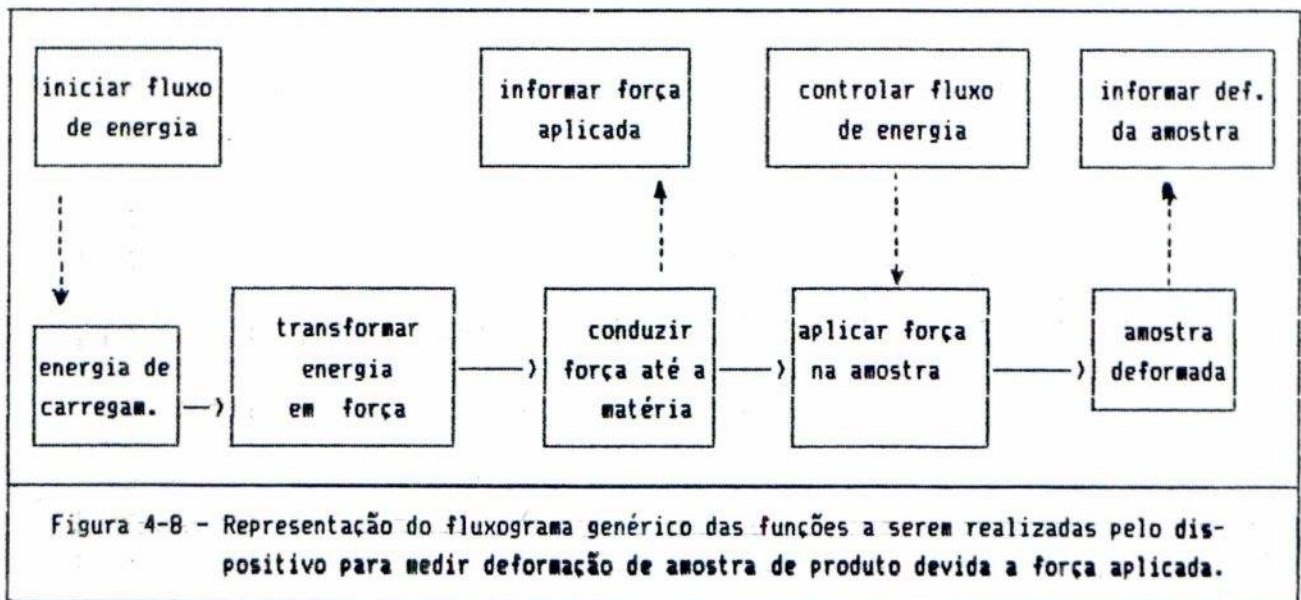 iniciar fluxo
de energia
informar força
aplicada
controlar fluxo
de energia
informar def.
da amostra
energia de
carregam.
transformar
energia
em força
conduzir
força até a
matéria
aplicar força
na amostra
amostra
deformada
Figura 4-8 - Representação do fluxograma genérico das funções a serem realizadas pelo dis-
positivo para medir deformação de amostra de produto devida a força aplicada.